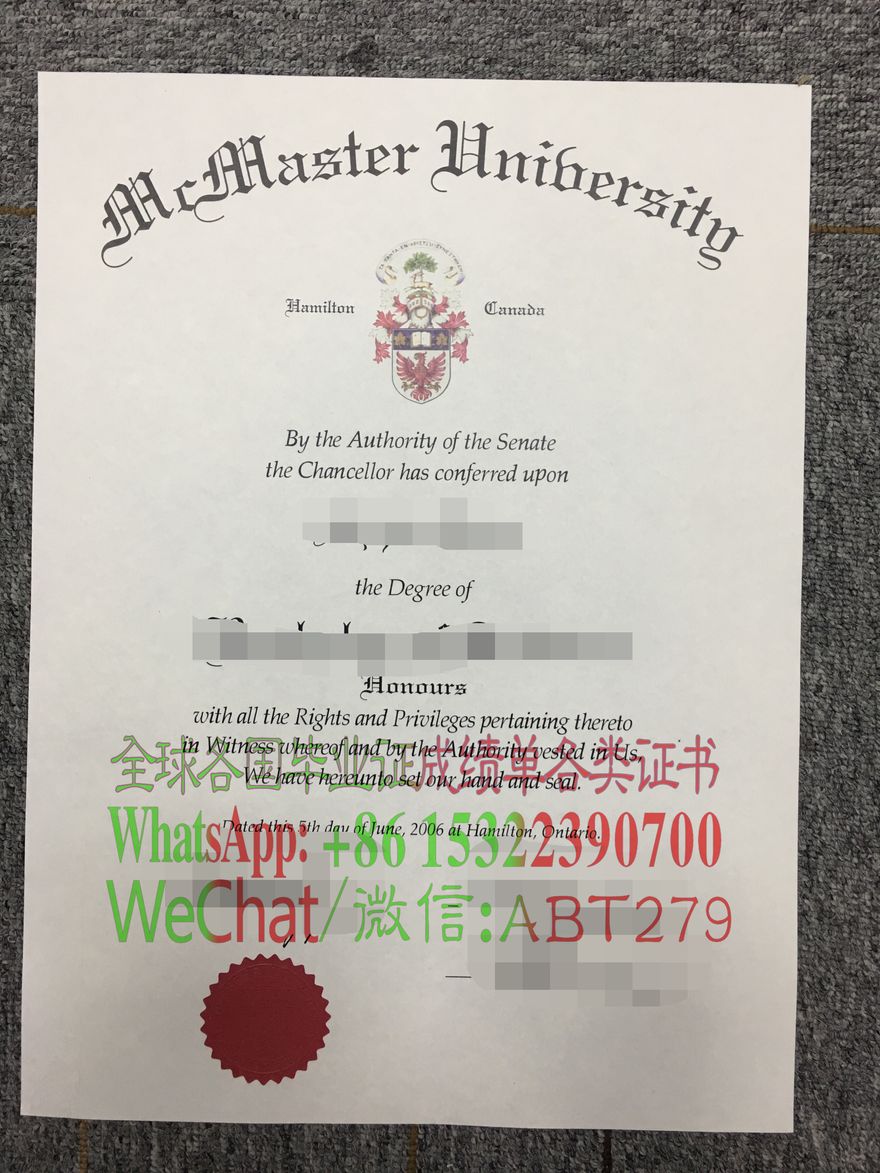 McMaster University
Hamilton Canada
By the Authority of the Senate
the Chancellor has conferred upon
the Degree of
Honours
with all the Rights and Privileges pertaining thereto
in Witness whereof and by the Authority vested in Us,
全球各国毕业证成绩单各类证书
We have hereunto set our hand and seal.
Dated this 5th day of June, 2006 at Hamilton, Ontario.
WhatsApp: +86 15322390700
WeChat/微信:ABT279